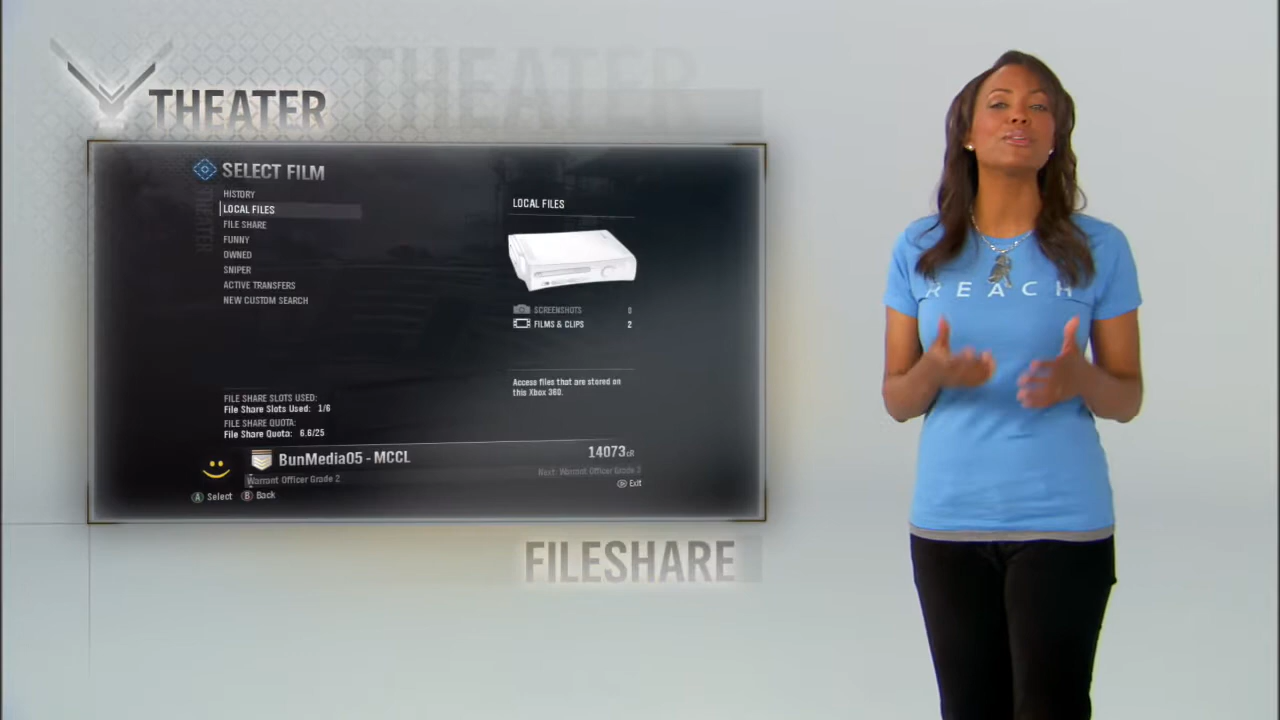 THEATER
THEATER
SELECT FILM
HISTORY
LOCAL FILES
FILE SHARE
FUNNY
OWNED
SNIPER
ACTIVE TRANSFERS
NEW CUSTOM SEARCH
THEATER
LOCAL FILES
SCREENSHOTS 0
FILMS & CLIPS 2
Access files that are stored on
this Xbox 360.
FILE SHARE SLOTS USED:
File Share Slots Used: 1/6
FILE SHARE QUOTA:
File Share Quota: 6.6/25
BunMedia05 - MCCL
14073cR
Warrant Officer Grade 2
Next: Warrant Officer Grade 3
A Select B Back
Exit
FILESHARE
REACH